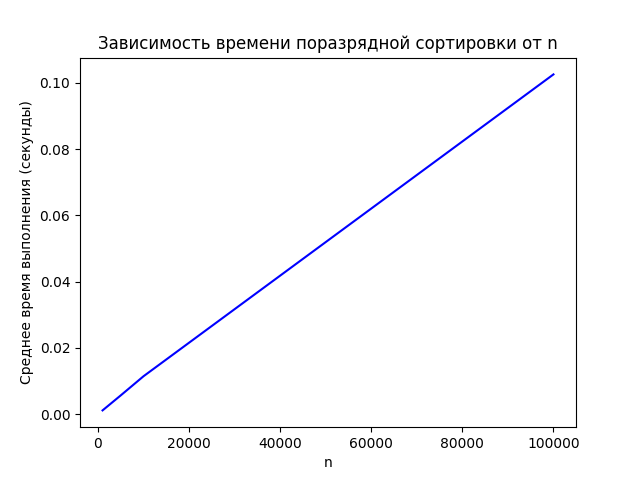 Зависимость времени поразрядной сортировки от n
Среднее время выполнения (секунды)
0.10
0.08
0.06
0.04
0.02
0.00
0 20000 40000 60000 80000 100000
n